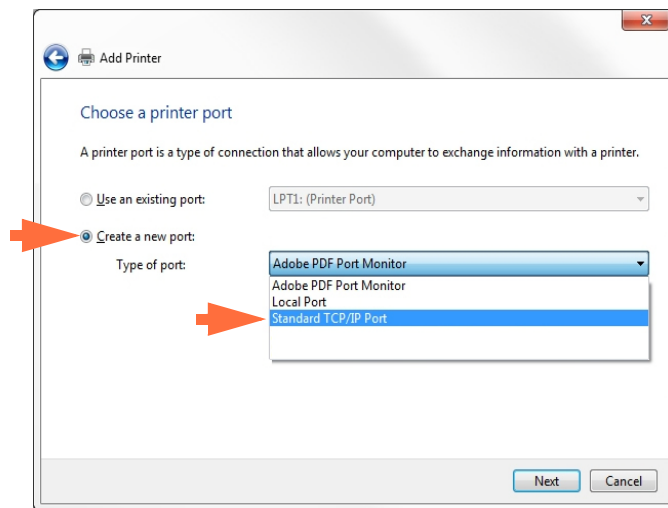 Add Printer
Choose a printer port
A printer port is a type of connection that allows your computer to exchange information with a printer.
Use an existing port: LPT1: (Printer Port)
Create a new port:
Type of port: Adobe PDF Port Monitor
Adobe PDF Port Monitor
Local Port
Standard TCP/IP Port
Next Cancel